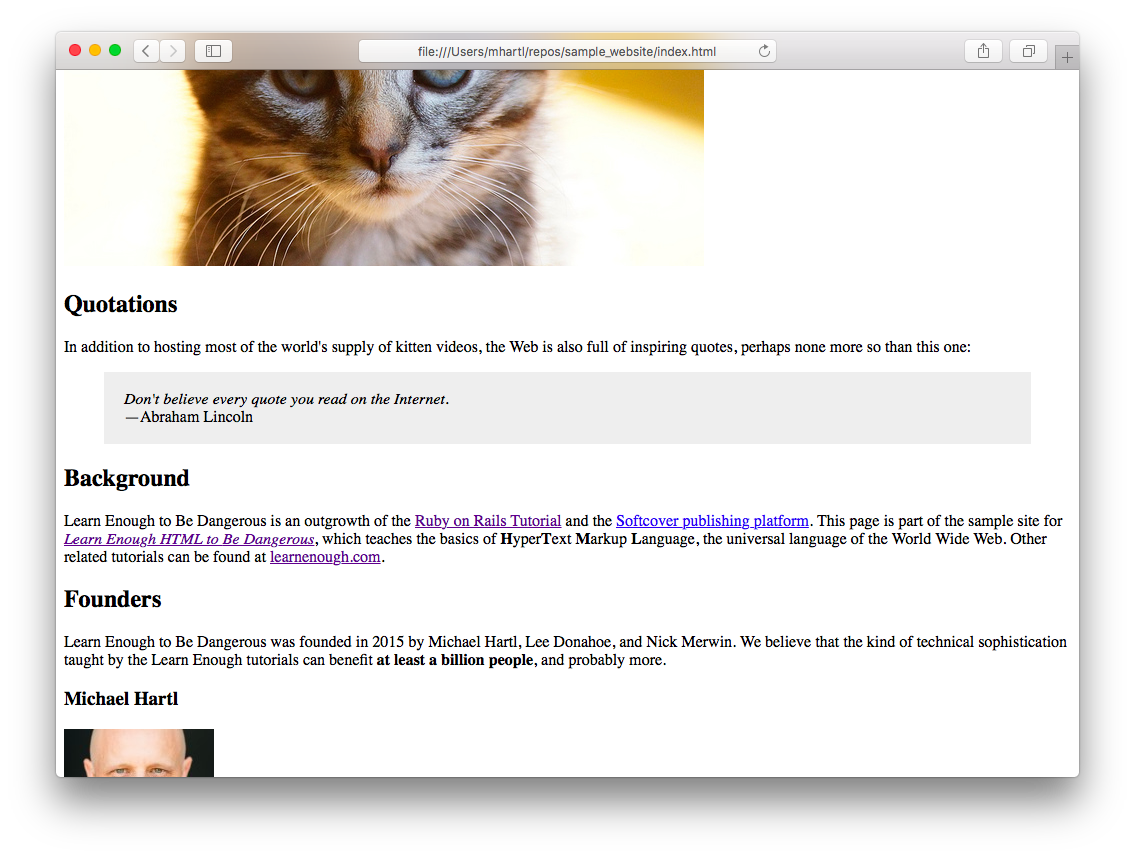 file:///Users/mhartl/repos/sample_website/index.html
Quotations
In addition to hosting most of the world's supply of kitten videos, the Web is also full of inspiring quotes, perhaps none more so than this one:
Don't believe every quote you read on the Internet.
—Abraham Lincoln
Background
Learn Enough to Be Dangerous is an outgrowth of the Ruby on Rails Tutorial and the Softcover publishing platform. This page is part of the sample site for
Learn Enough HTML to Be Dangerous, which teaches the basics of HyperText Markup Language, the universal language of the World Wide Web. Other
related tutorials can be found at learnenough.com.
Founders
Learn Enough to Be Dangerous was founded in 2015 by Michael Hartl, Lee Donahoe, and Nick Merwin. We believe that the kind of technical sophistication
taught by the Learn Enough tutorials can benefit at least a billion people, and probably more.
Michael Hartl